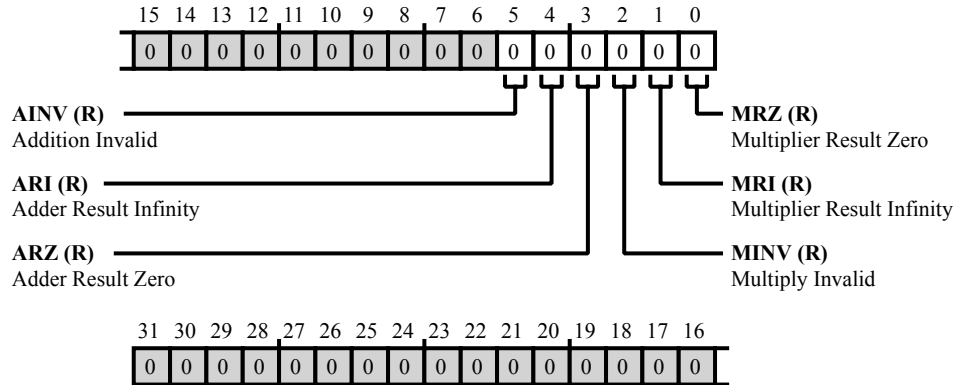 15 14 13 12 11 10 9 8 7 6 5 4 3 2 1 0
0 0 0 0 0 0 0 0 0 0 0 0 0 0 0 0
AINV (R)
Addition Invalid
ARI (R)
Adder Result Infinity
ARZ (R)
Adder Result Zero
MRZ (R)
Multiplier Result Zero
MRI (R)
Multiplier Result Infinity
MINV (R)
Multiply Invalid
31 30 29 28 27 26 25 24 23 22 21 20 19 18 17 16
0 0 0 0 0 0 0 0 0 0 0 0 0 0 0 0